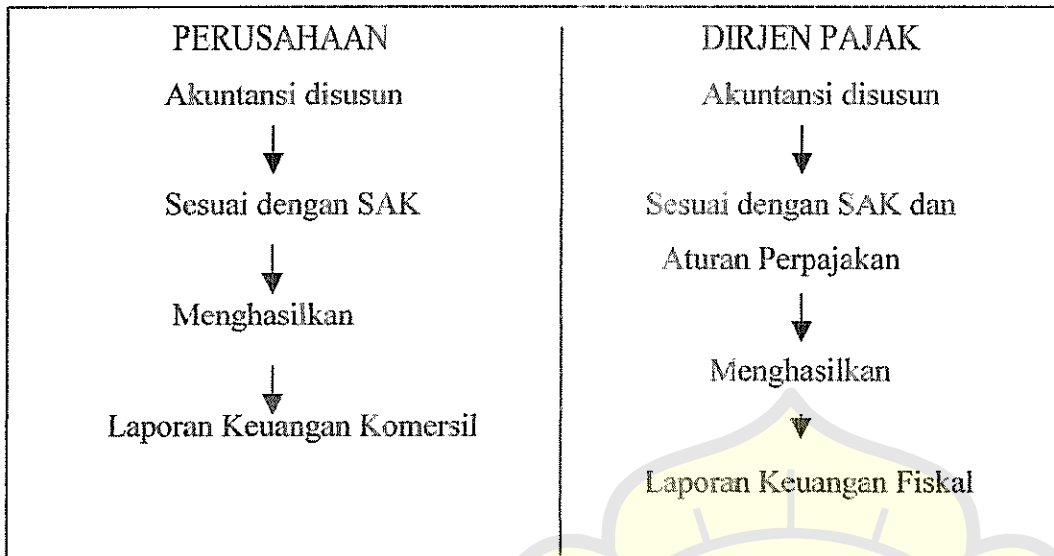 PERUSAHAAN
Akuntansi disusun
Sesuai dengan SAK
Menghasilkan
Laporan Keuangan Komersil
DIRJEN PAJAK
Akuntansi disusun
Sesuai dengan SAK dan
Aturan Perpajakan
Menghasilkan
Laporan Keuangan Fiskal